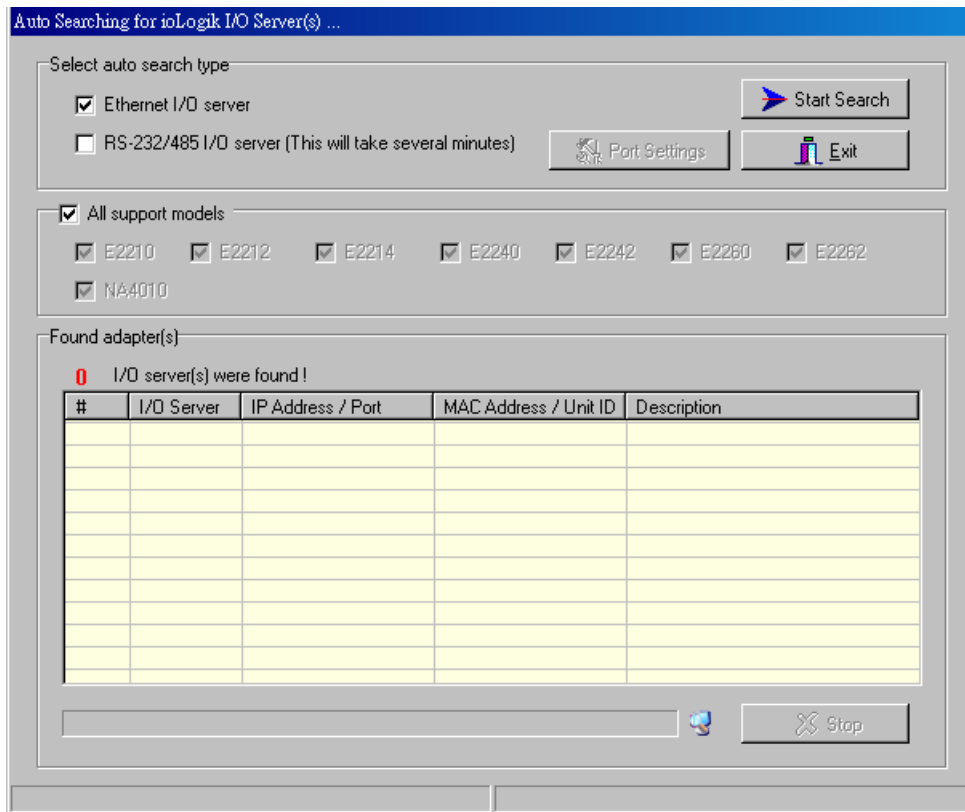 Auto Searching for ioLogik I/O Server(s) ...
Select auto search type
Ethernet I/O server
Start Search
RS-232/485 I/O server (This will take several minutes)
Port Settings
Exit
All support models
E2210 E2212 E2214 E2240 E2242 E2260 E2262
NA4010
Found adapter(s)
0 I/O server(s) were found !
# I/O Server IP Address / Port MAC Address / Unit ID Description
Stop